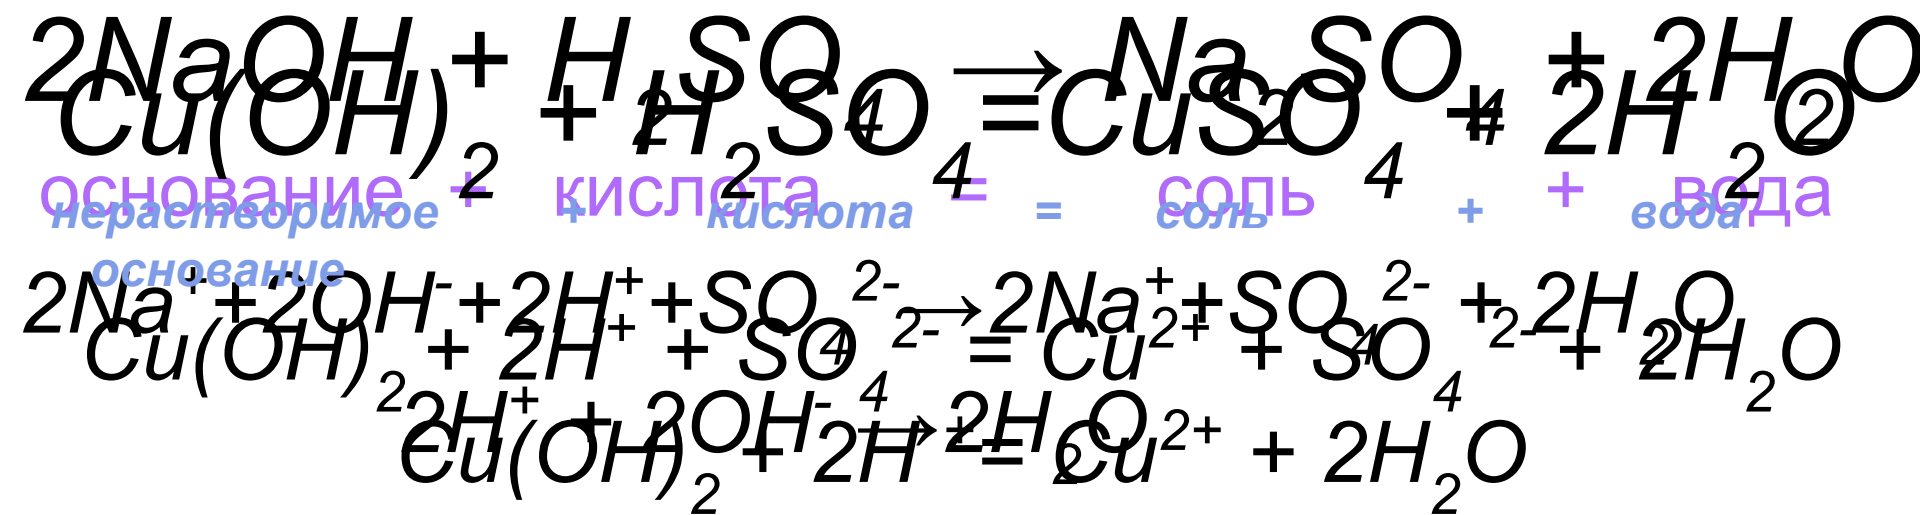 2NaOH + H₂SO₄ → Na₂SO₄ + 2H₂O
Cu(OH)₂ + H₂SO₄ = CuSO₄ + 2H₂O
основание + кислота = соль + вода
нерастворимое + кислота = соль + вода
основание
2Na⁺+2OH⁻+2H⁺+SO₄²⁻→2Na⁺+SO₄²⁻+2H₂O
Cu(OH)₂ + 2H⁺ + SO₄²⁻ = Cu²⁺ + SO₄²⁻ + 2H₂O
2H⁺ + 2OH⁻→2H₂O
Cu(OH)₂ + 2H⁺ = Cu²⁺ + 2H₂O